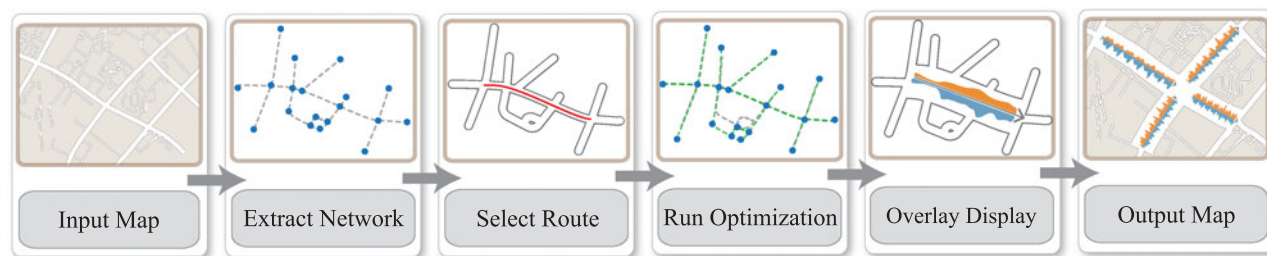 Input Map
Extract Network
Select Route
Run Optimization
Overlay Display
Output Map